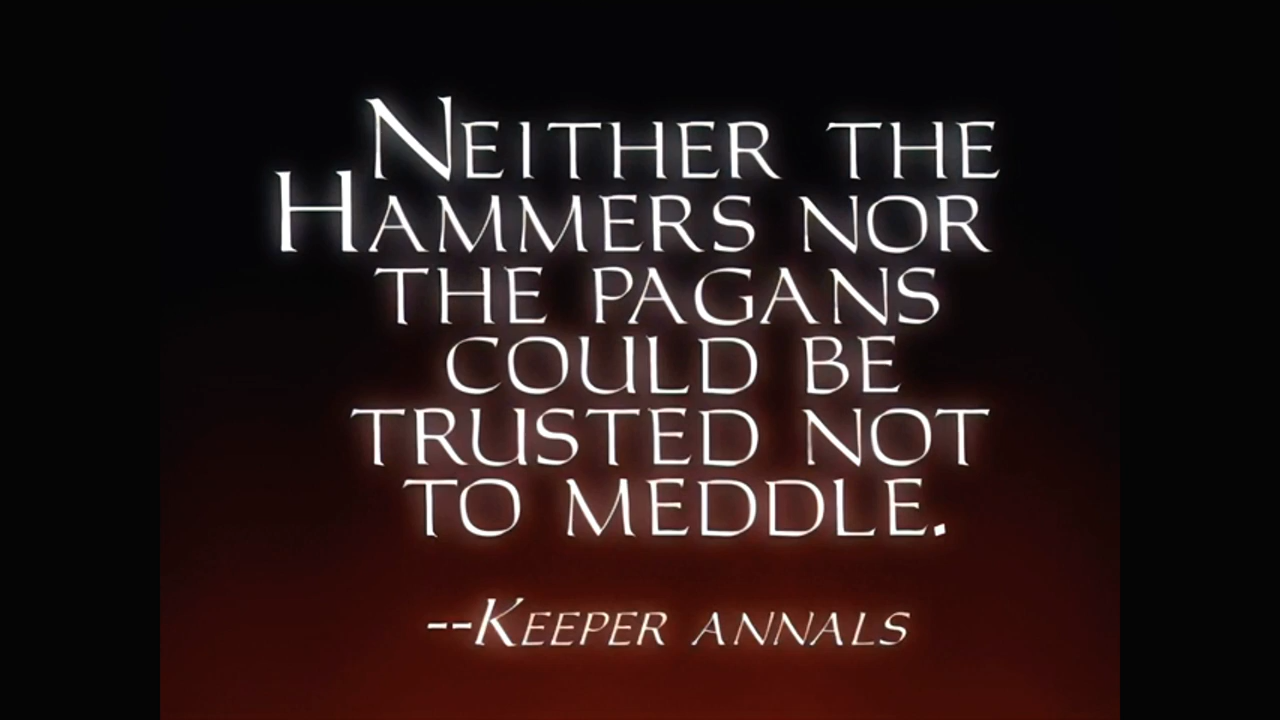 Neither the
Hammers nor
the pagans
could be
trusted not
to meddle.
--Keeper annals